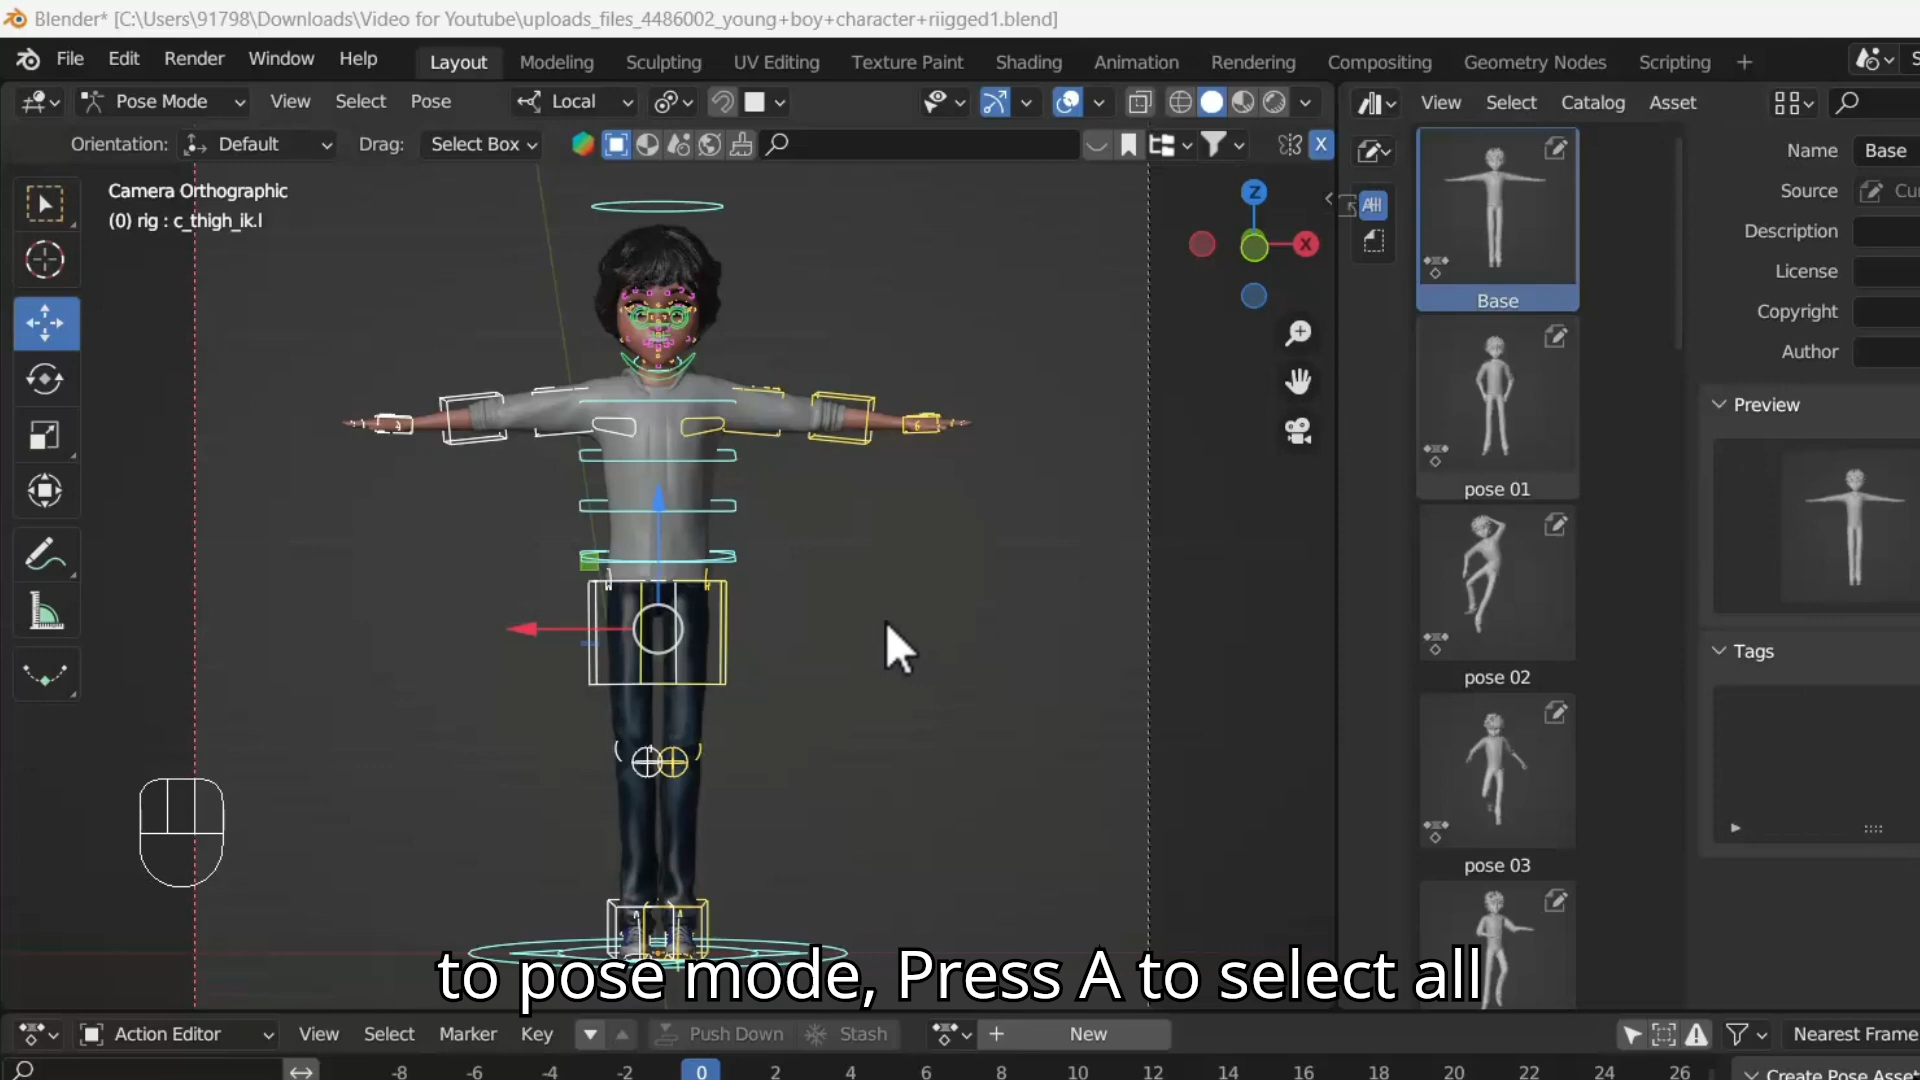 Blender* [C:\Users\91798\Downloads\Video for Youtube\uploads_files_4486002_young+boy+character+riigged1.blend]
File Edit Render Window Help Layout Modeling Sculpting UV Editing Texture Paint Shading Animation Rendering Compositing Geometry Nodes Scripting +
Pose Mode View Select Pose Local View Select Catalog Asset
Orientation: Default Drag: Select Box X
Camera Orthographic
(0) rig : c_thigh_ik.l
Z
X
All
Base
pose 01
pose 02
pose 03
Name Base
Source
Description
License
Copyright
Author
Preview
Tags
to pose mode, Press A to select all
Action Editor View Select Marker Key Push Down Stash + New Nearest Frame
-8 -6 -4 -2 0 2 4 6 8 10 12 14 16 18 20 22 24 26